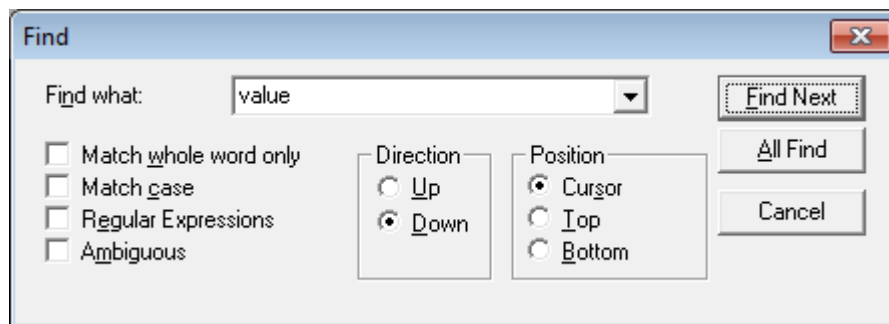 Find
Find what:
value
Find Next
Match whole word only
Match case
Regular Expressions
Ambiguous
Direction
Up
Down
Position
Cursor
Top
Bottom
All Find
Cancel